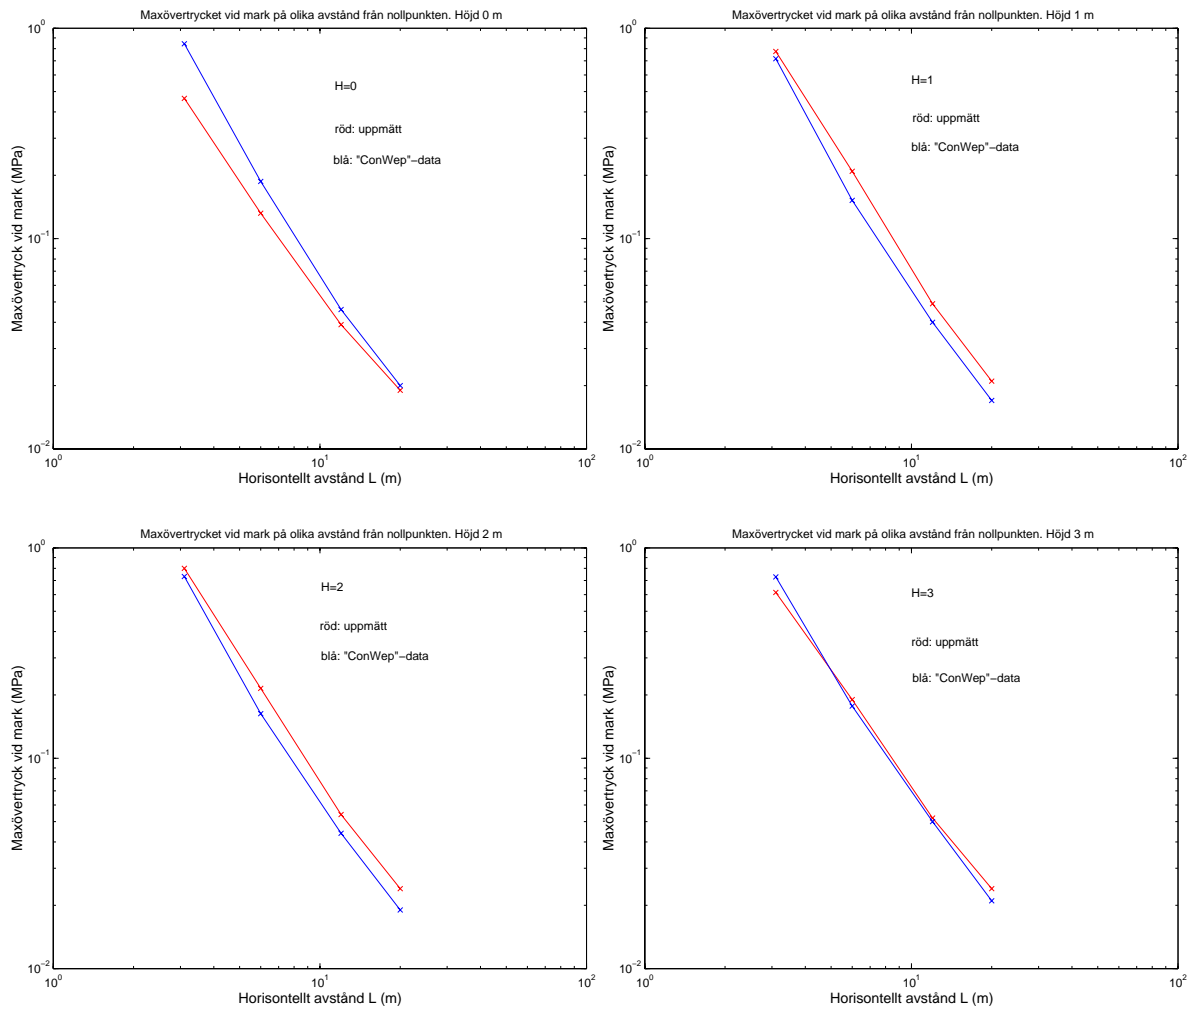 Maxövertrycket vid mark på olika avstånd från nollpunkten. Höjd 0 m
10^0
H=0
röd: uppmätt
blå: "ConWep"−data
10^−1
10^−2
Maxövertryck vid mark (MPa)
10^0
10^1
10^2
Horisontellt avstånd L (m)
Maxövertrycket vid mark på olika avstånd från nollpunkten. Höjd 1 m
10^0
H=1
röd: uppmätt
blå: "ConWep"−data
10^−1
10^−2
Maxövertryck vid mark (MPa)
10^0
10^1
10^2
Horisontellt avstånd L (m)
Maxövertrycket vid mark på olika avstånd från nollpunkten. Höjd 2 m
10^0
H=2
röd: uppmätt
blå: "ConWep"−data
10^−1
10^−2
Maxövertryck vid mark (MPa)
10^0
10^1
10^2
Horisontellt avstånd L (m)
Maxövertrycket vid mark på olika avstånd från nollpunkten. Höjd 3 m
10^0
H=3
röd: uppmätt
blå: "ConWep"−data
10^−1
10^−2
Maxövertryck vid mark (MPa)
10^0
10^1
10^2
Horisontellt avstånd L (m)